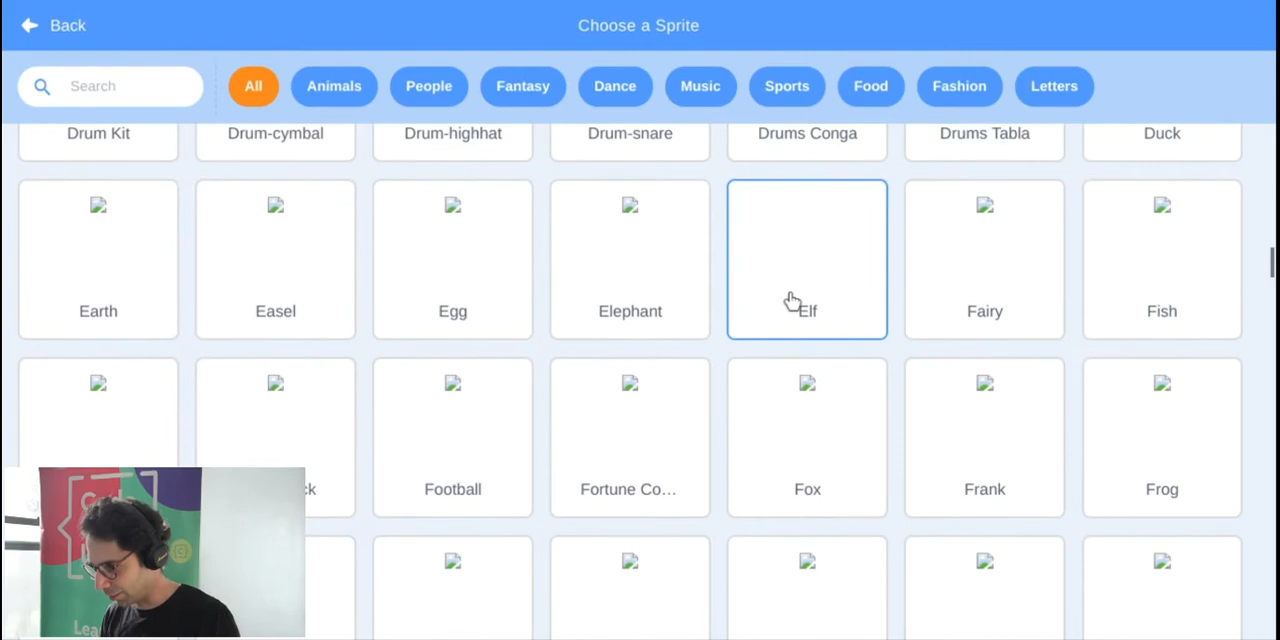 Back
Choose a Sprite
Search
All
Animals
People
Fantasy
Dance
Music
Sports
Food
Fashion
Letters
Drum Kit
Drum-cymbal
Drum-highhat
Drum-snare
Drums Conga
Drums Tabla
Duck
Earth
Easel
Egg
Elephant
Elf
Fairy
Fish
ck
Football
Fortune Co…
Fox
Frank
Frog
Lea